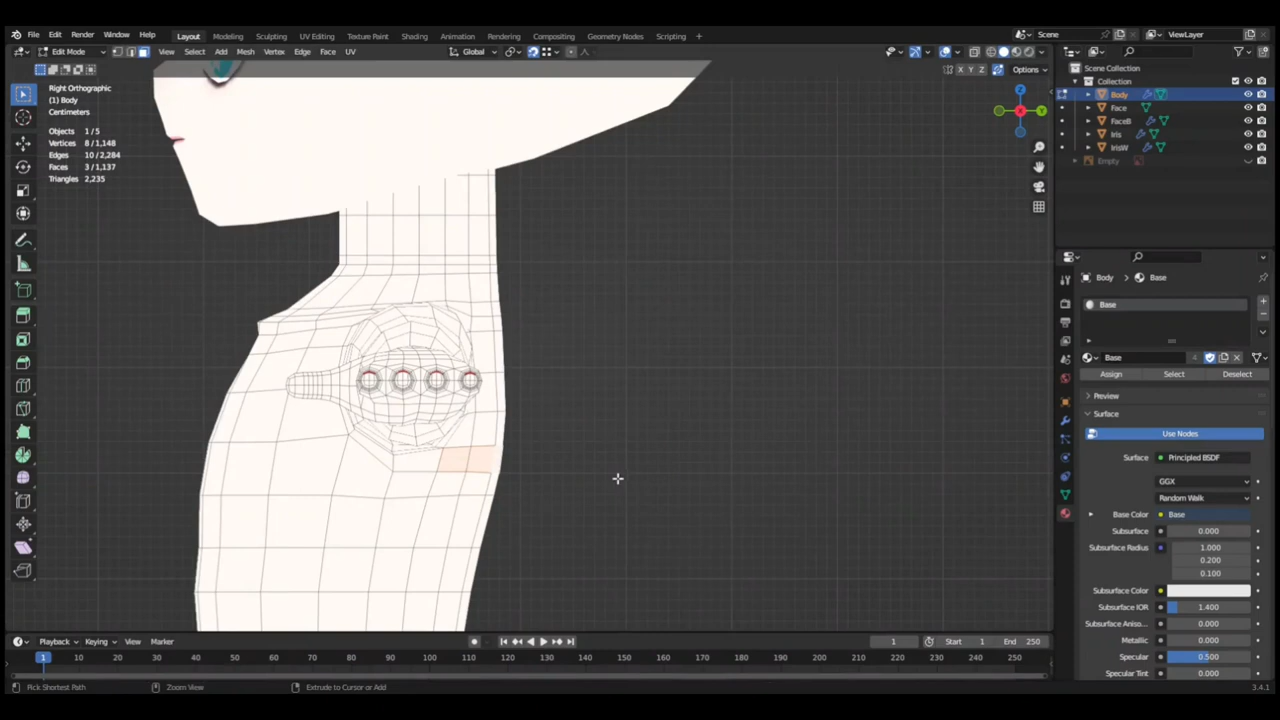 File Edit Render Window Help Layout Modeling Sculpting UV Editing Texture Paint Shading Animation Rendering Compositing Geometry Nodes Scripting + Scene ViewLayer
Edit Mode View Select Add Mesh Vertex Edge Face UV Global
X Y Z Options
Right Orthographic
(1) Body
Centimeters
Objects 1 / 5
Vertices 8 / 1,148
Edges 10 / 2,284
Faces 3 / 1,137
Triangles 2,235
Z
X
Y
Scene Collection
Collection
Body
Face
FaceB
Iris
IrisW
Empty
Body Base
Base
Base 4
Assign Select Deselect
Preview
Surface
Use Nodes
Surface Principled BSDF
GGX
Random Walk
Base Color Base
Subsurface 0.000
Subsurface Radius 1.000
0.200
0.100
Subsurface Color
Subsurface IOR 1.400
Subsurface Aniso... 0.000
Metallic 0.000
Specular 0.500
Specular Tint 0.000
Playback Keying View Marker 1 Start 1 End 250
1 10 20 30 40 50 60 70 80 90 100 110 120 130 140 150 160 170 180 190 200 210 220 230 240 250
Pick Shortest Path Zoom View Extrude to Cursor or Add 3.4.1